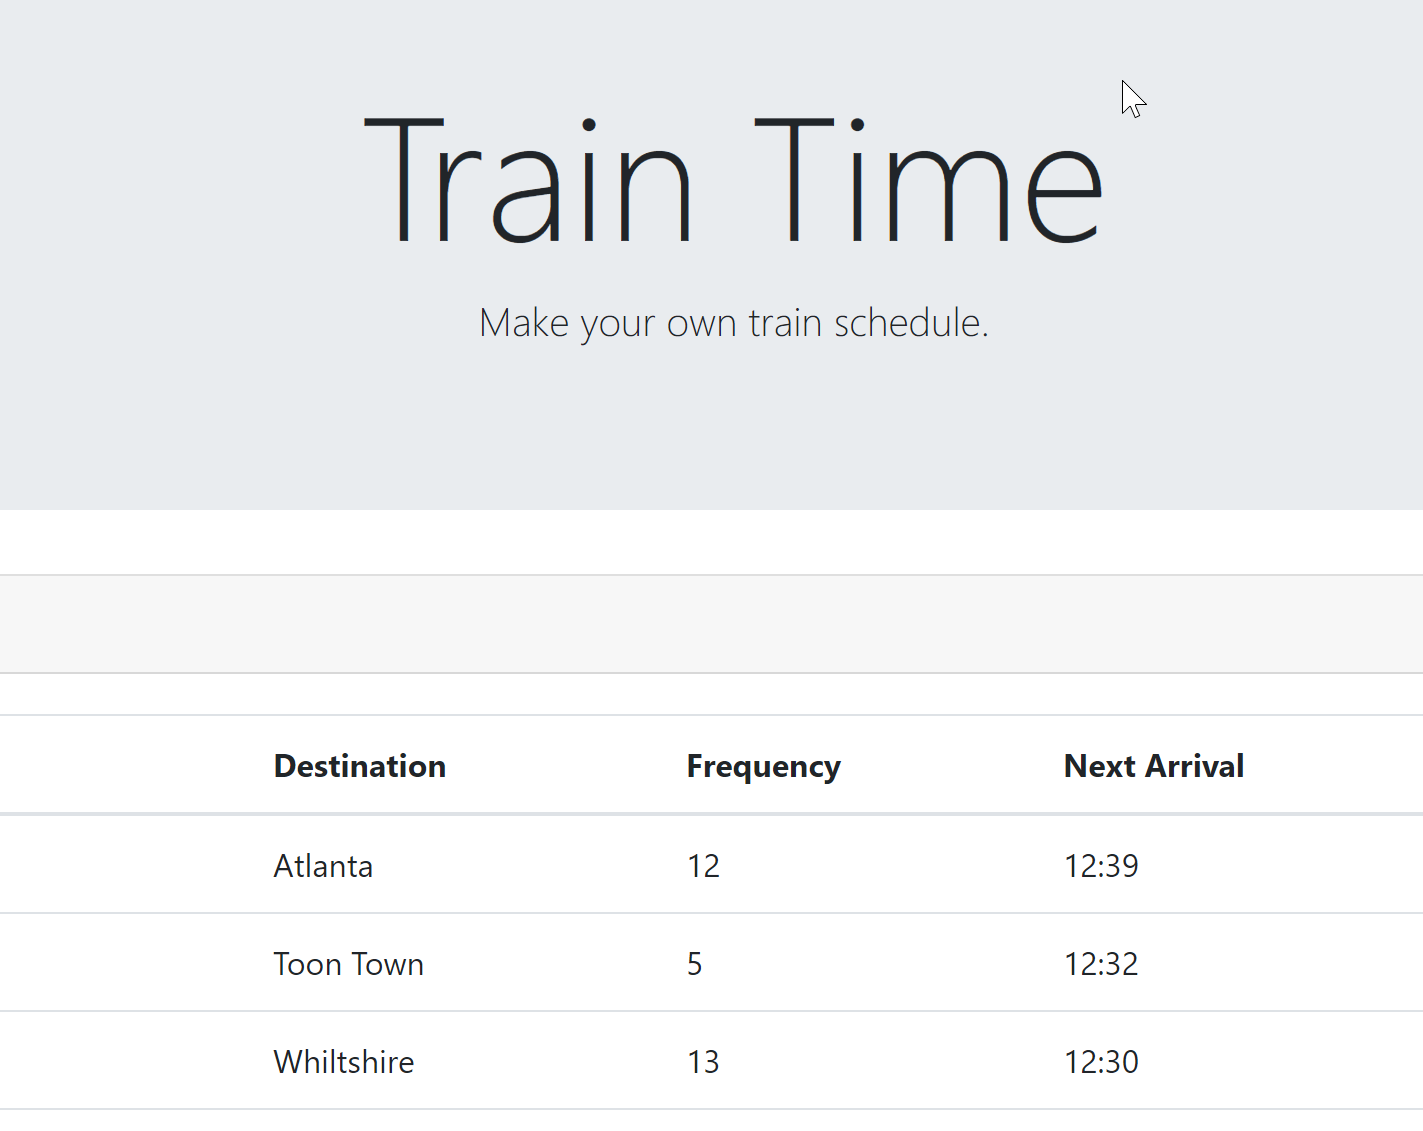 Train Time
Make your own train schedule.
Destination Frequency Next Arrival
Atlanta 12 12:39
Toon Town 5 12:32
Whiltshire 13 12:30